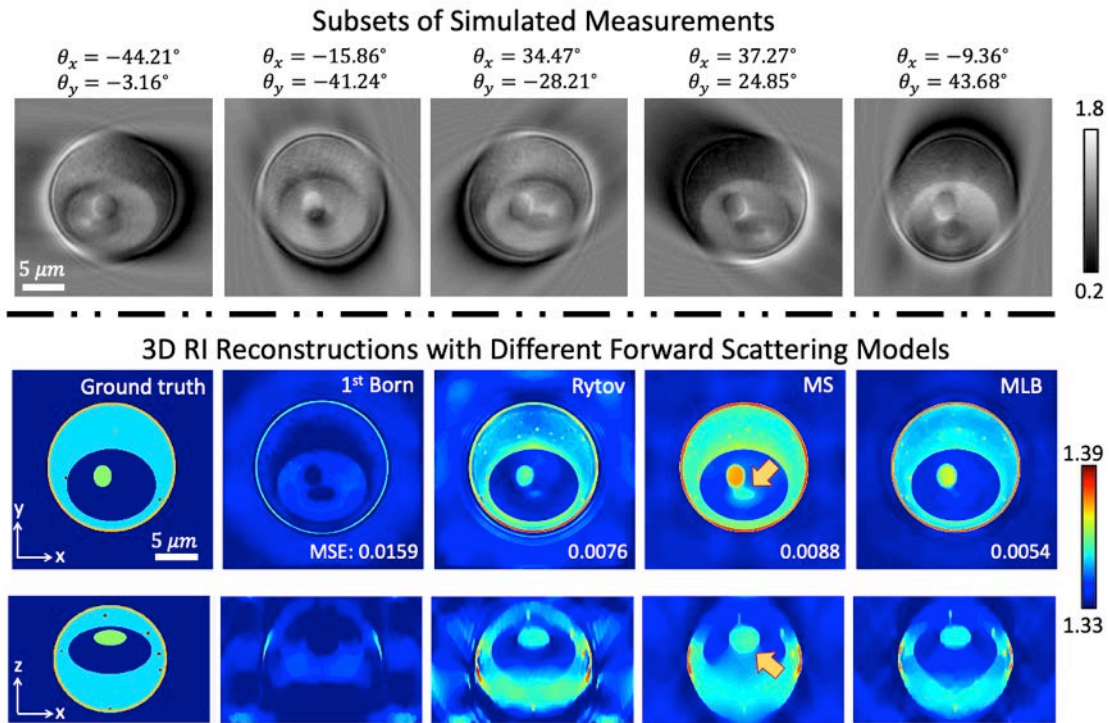 Subsets of Simulated Measurements
θx = −44.21° θx = −15.86° θx = 34.47° θx = 37.27° θx = −9.36°
θy = −3.16° θy = −41.24° θy = −28.21° θy = 24.85° θy = 43.68°
1.8
5 μm
0.2
3D RI Reconstructions with Different Forward Scattering Models
Ground truth 1st Born Rytov MS MLB
1.39
y
5 μm
x
MSE: 0.0159 0.0076 0.0088 0.0054
1.33
z
x